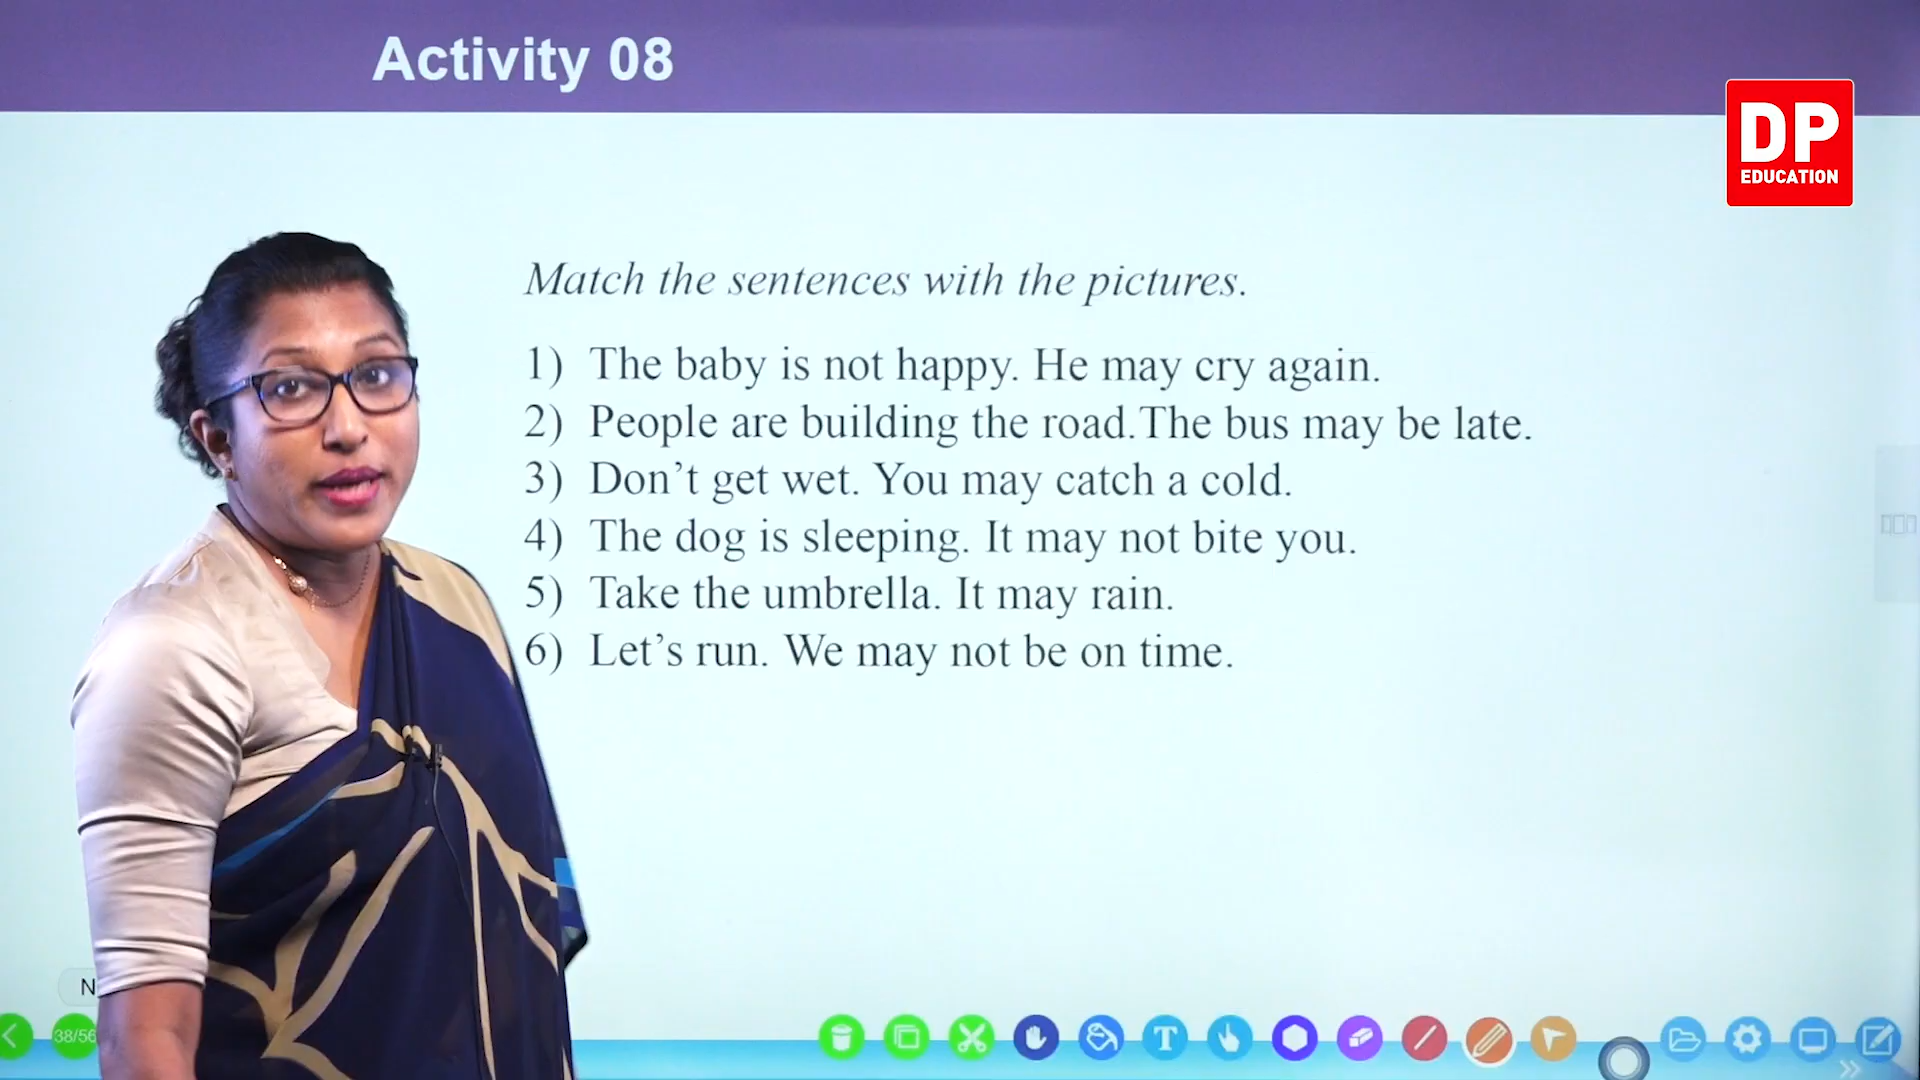 Activity 08
DP
EDUCATION
Match the sentences with the pictures.
1) The baby is not happy. He may cry again.
2) People are building the road.The bus may be late.
3) Don’t get wet. You may catch a cold.
4) The dog is sleeping. It may not bite you.
5) Take the umbrella. It may rain.
6) Let’s run. We may not be on time.
N
38/56
T